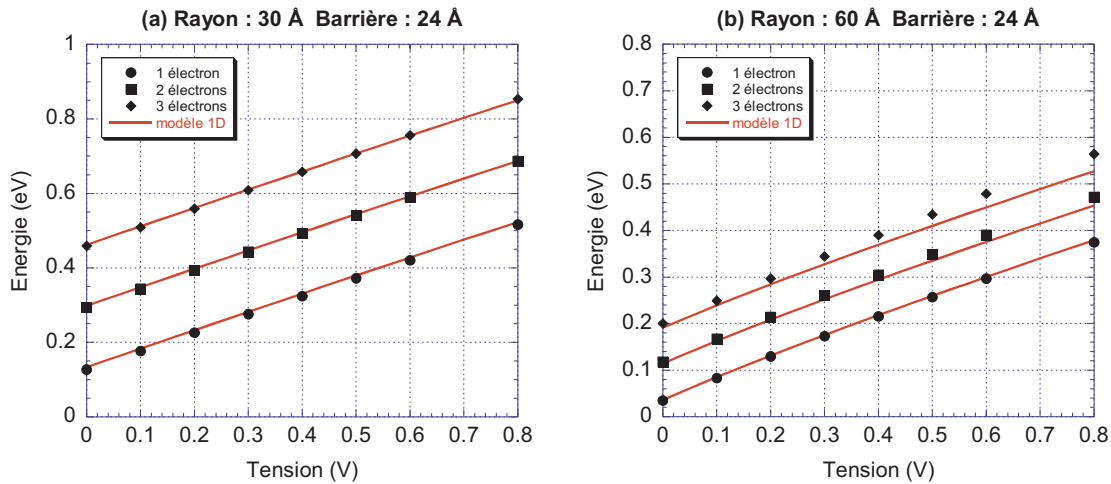 (a) Rayon : 30 Å Barrière : 24 Å
1
0.8
0.6
0.4
0.2
0
Energie (eV)
1 électron
2 électrons
3 électrons
modèle 1D
0 0.1 0.2 0.3 0.4 0.5 0.6 0.7 0.8
Tension (V)
(b) Rayon : 60 Å Barrière : 24 Å
0.8
0.7
0.6
0.5
0.4
0.3
0.2
0.1
0
Energie (eV)
1 électron
2 électrons
3 électrons
modèle 1D
0 0.1 0.2 0.3 0.4 0.5 0.6 0.7 0.8
Tension (V)